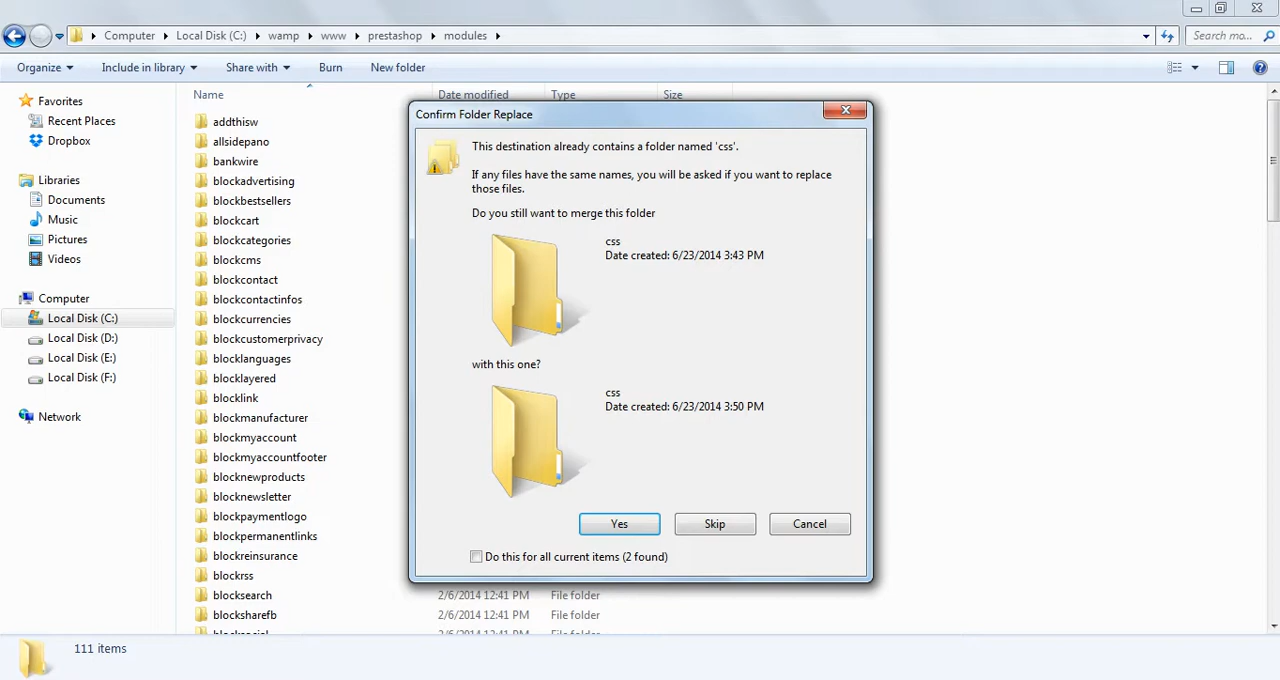 Computer Local Disk (C:) wamp www prestashop modules
Search mo...
Organize Include in library Share with Burn New folder
Favorites
Recent Places
Dropbox
Libraries
Documents
Music
Pictures
Videos
Computer
Local Disk (C:)
Local Disk (D:)
Local Disk (E:)
Local Disk (F:)
Network
Name Date modified Type Size
addthisw
allsidepano
bankwire
blockadvertising
blockbestsellers
blockcart
blockcategories
blockcms
blockcontact
blockcontactinfos
blockcurrencies
blockcustomerprivacy
blocklanguages
blocklayered
blocklink
blockmanufacturer
blockmyaccount
blockmyaccountfooter
blocknewproducts
blocknewsletter
blockpaymentlogo
blockpermanentlinks
blockreinsurance
blockrss
blocksearch 2/6/2014 12:41 PM File folder
blocksharefb 2/6/2014 12:41 PM File folder
Confirm Folder Replace
This destination already contains a folder named 'css'.
If any files have the same names, you will be asked if you want to replace
those files.
Do you still want to merge this folder
css
Date created: 6/23/2014 3:43 PM
with this one?
css
Date created: 6/23/2014 3:50 PM
Yes Skip Cancel
Do this for all current items (2 found)
111 items